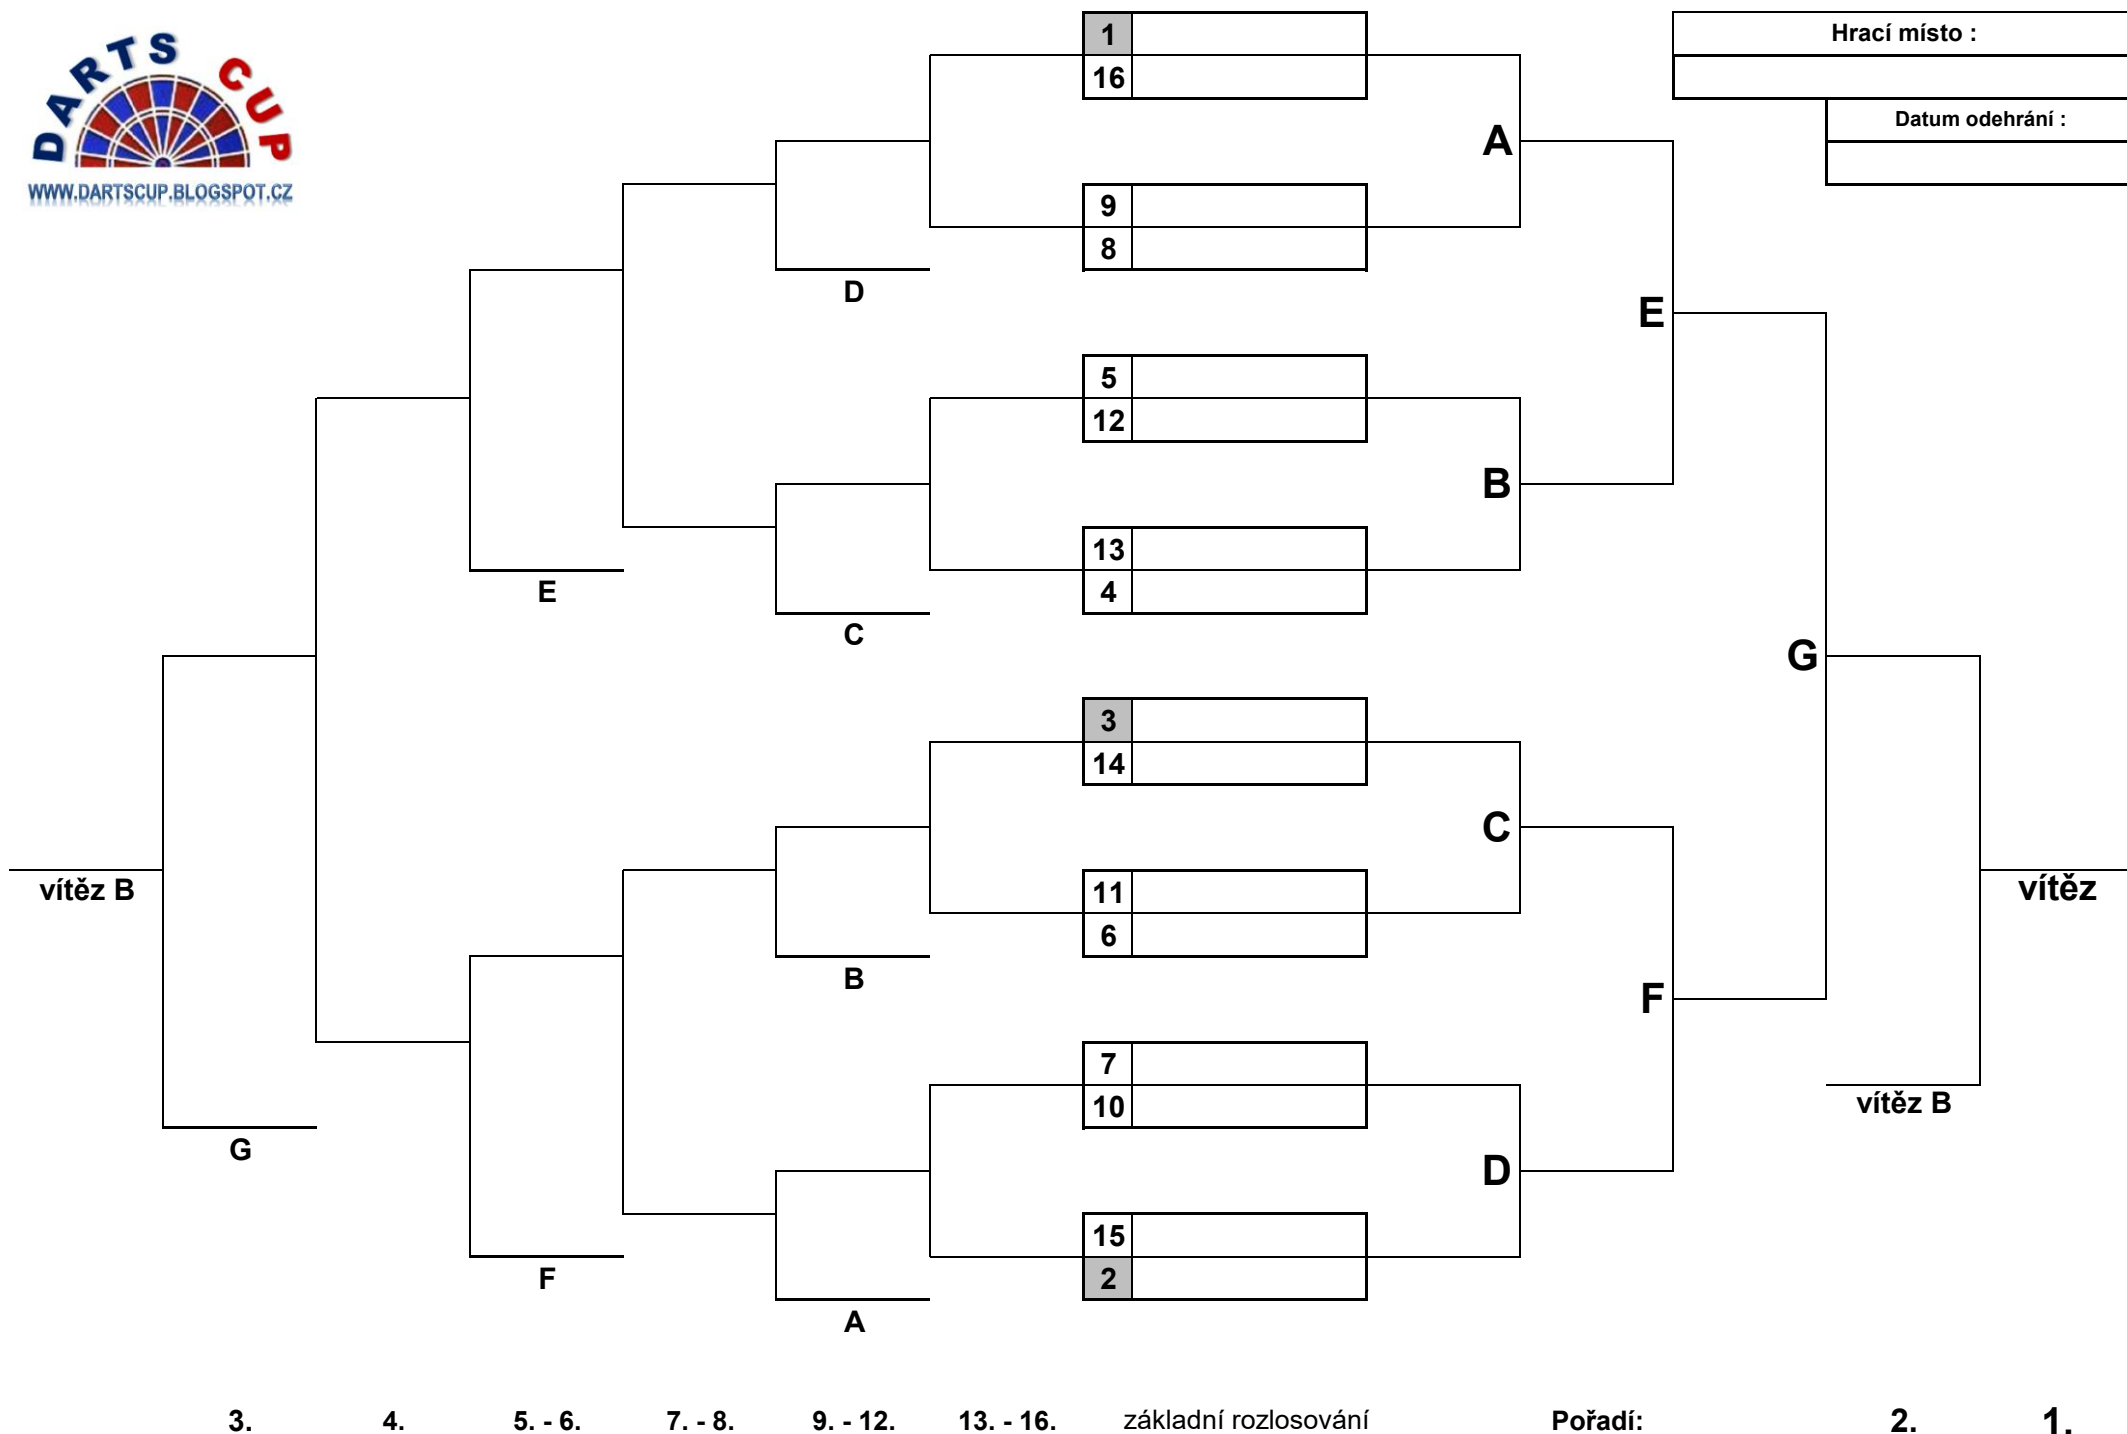 DARTS CUP
WWW.DARTSCUP.BLOGSPOT.CZ
Hrací místo :
Datum odehrání :
1
16
A
9
8
D
E
5
12
B
13
4
E
C
G
3
14
C
11
6
vítěz B
vítěz
B
F
7
10
vítěz B
G
D
15
2
F
A
3. 4. 5. - 6. 7. - 8. 9. - 12. 13. - 16. základní rozlosování Pořadí: 2. 1.